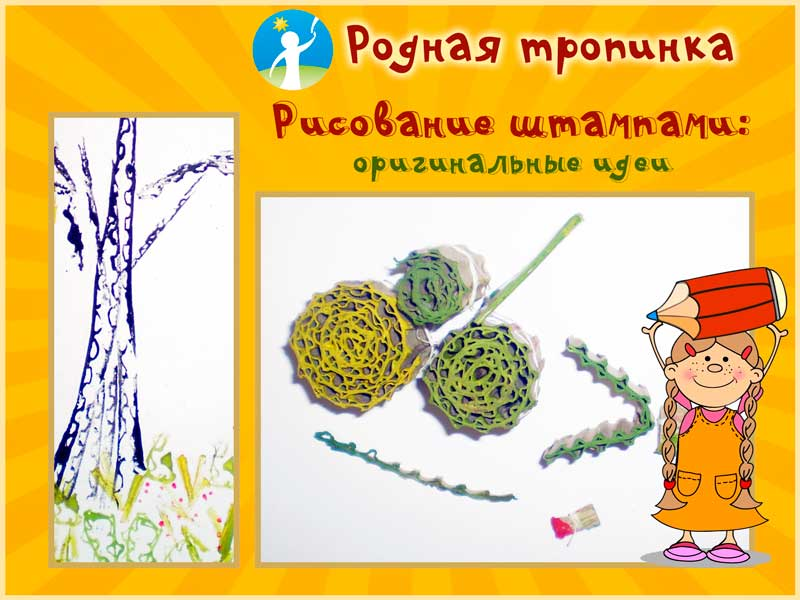 Родная тропинка
Рисование штампами:
оригинальные идеи